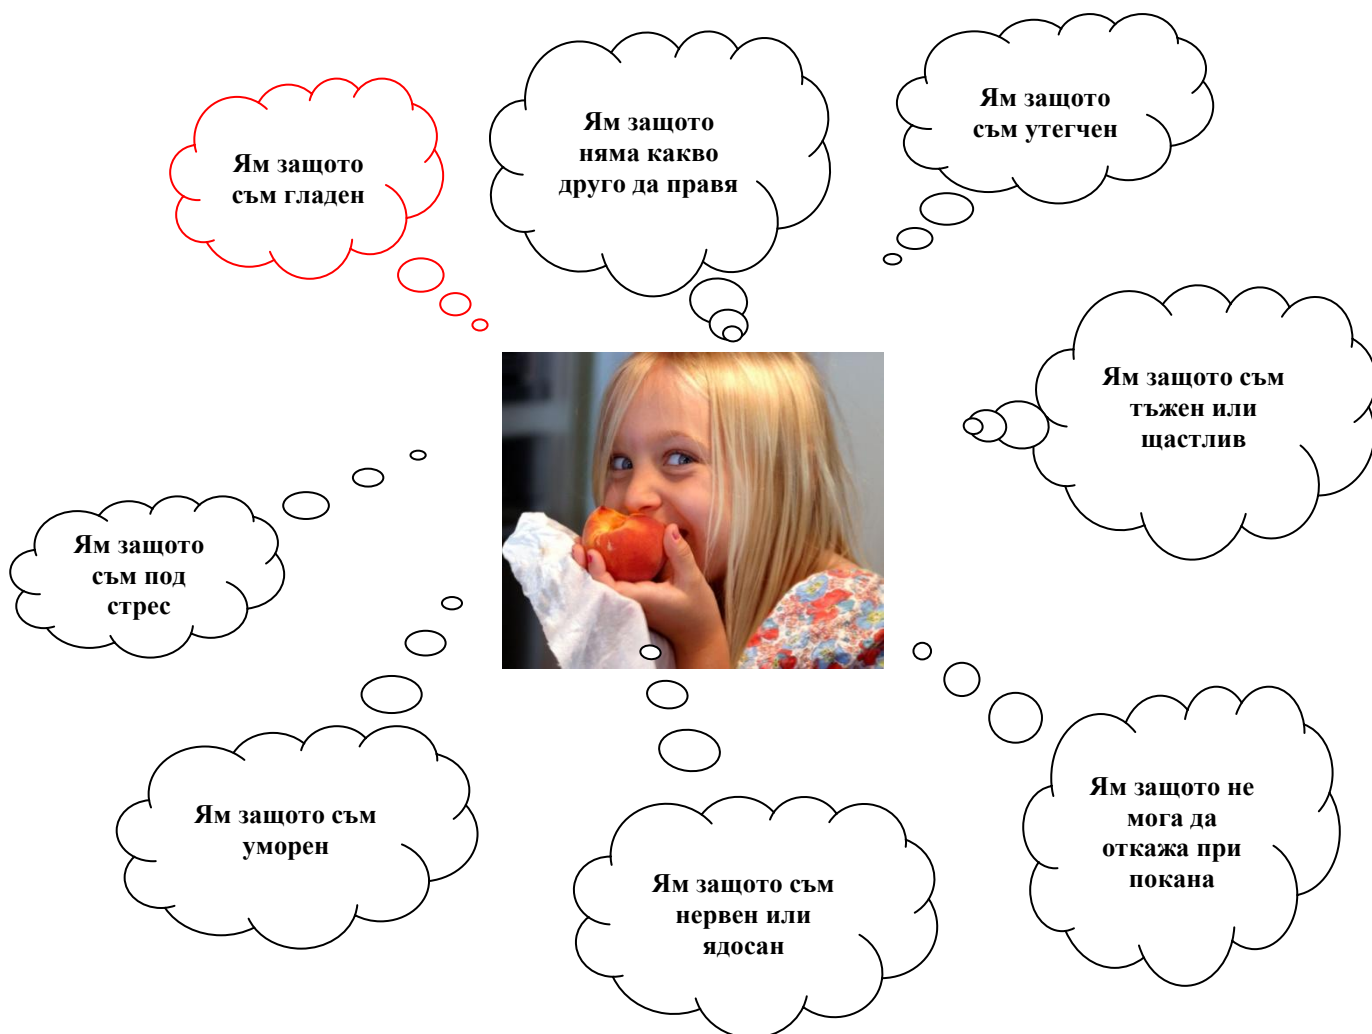 Ям защото
съм гладен
Ям защото
няма какво
друго да правя
Ям защото
съм утегчен
Ям защото съм
тъжен или
щастлив
Ям защото
съм под
стрес
Ям защото съм
уморен
Ям защото съм
нервен или
ядосан
Ям защото не
мога да
откажа при
покана